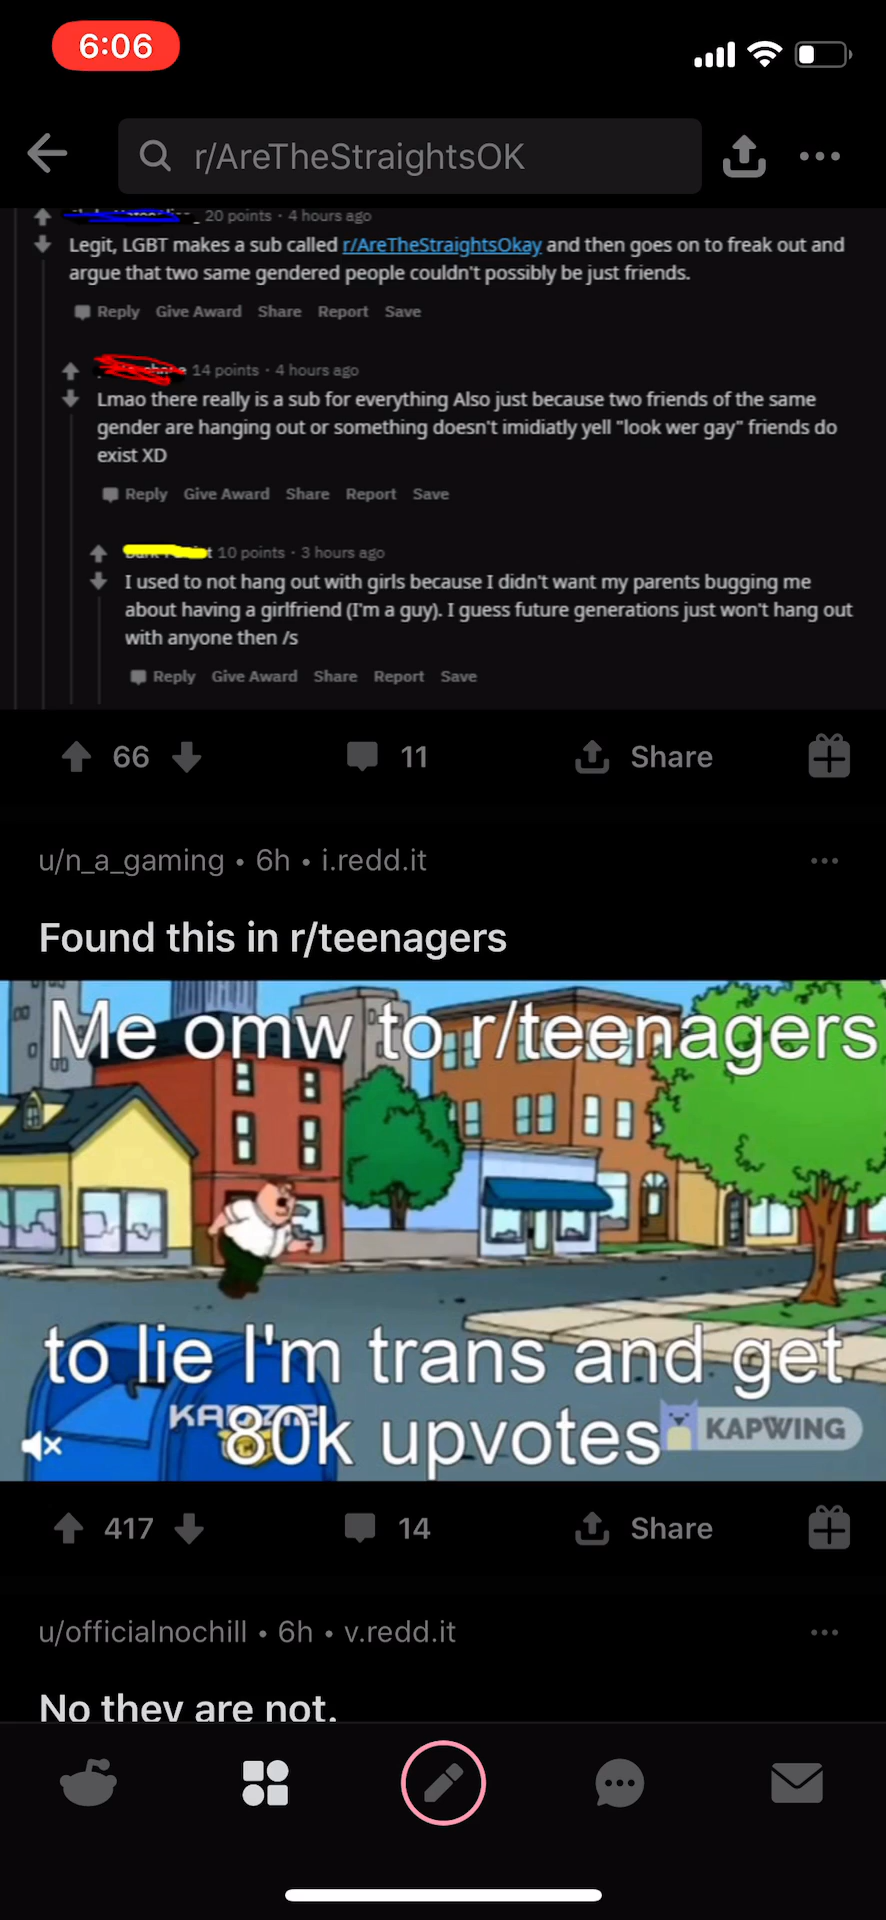 6:06
r/AreTheStraightsOK
20 points · 4 hours ago
Legit, LGBT makes a sub called r/AreTheStraightsOkay and then goes on to freak out and
argue that two same gendered people couldn't possibly be just friends.
Reply Give Award Share Report Save
14 points · 4 hours ago
Lmao there really is a sub for everything Also just because two friends of the same
gender are hanging out or something doesn't imidiatly yell "look wer gay" friends do
exist XD
Reply Give Award Share Report Save
10 points · 3 hours ago
I used to not hang out with girls because I didn't want my parents bugging me
about having a girlfriend (I'm a guy). I guess future generations just won't hang out
with anyone then /s
Reply Give Award Share Report Save
66 11 Share
u/n_a_gaming • 6h • i.redd.it
Found this in r/teenagers
Me omw to r/teenagers
to lie I'm trans and get
80k upvotes
KAPWING
417 14 Share
u/officialnochill • 6h • v.redd.it
No they are not.